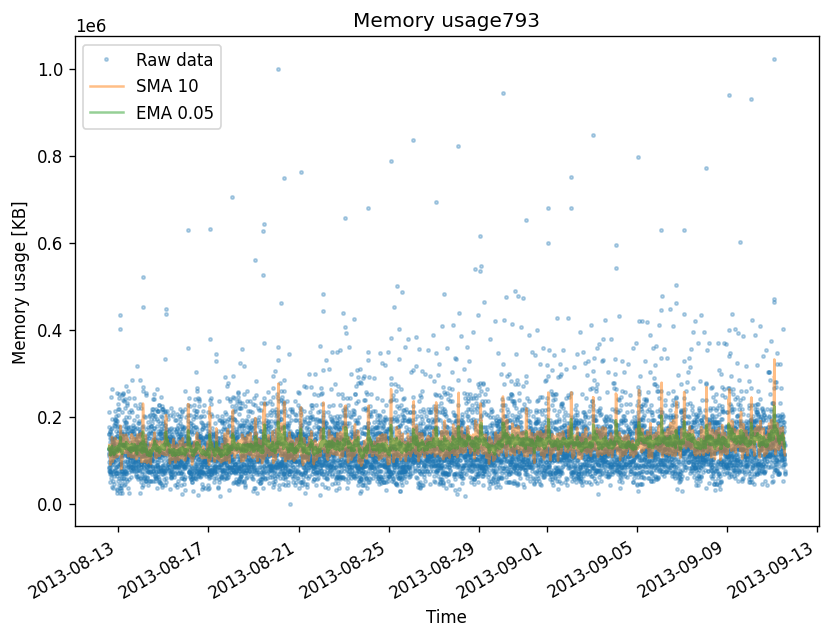 Memory usage793
1e6
Raw data
SMA 10
EMA 0.05
1.0
0.8
0.6
0.4
0.2
0.0
Memory usage [KB]
2013-08-13
2013-08-17
2013-08-21
2013-08-25
2013-08-29
2013-09-01
2013-09-05
2013-09-09
2013-09-13
Time